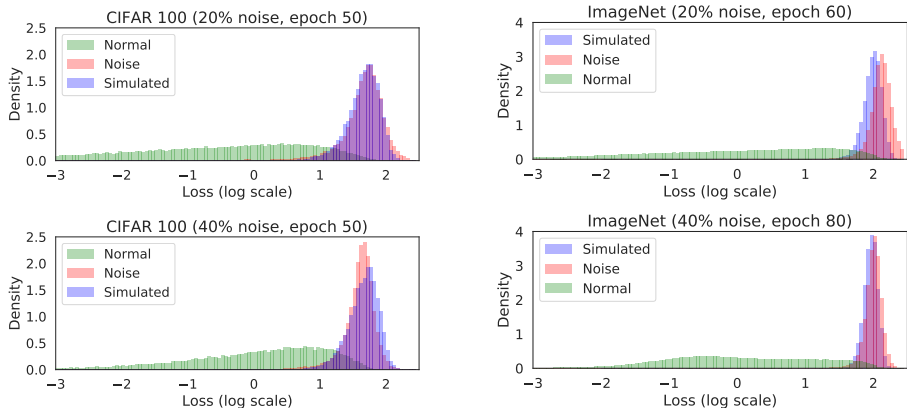 CIFAR 100 (20% noise, epoch 50)
2.5
2.0
1.5
1.0
0.5
0.0
Density
Normal
Noise
Simulated
−3 −2 −1 0 1 2
Loss (log scale)
ImageNet (20% noise, epoch 60)
4
3
2
1
0
Density
Simulated
Noise
Normal
−3 −2 −1 0 1 2
Loss (log scale)
CIFAR 100 (40% noise, epoch 50)
2.5
2.0
1.5
1.0
0.5
0.0
Density
Normal
Noise
Simulated
−3 −2 −1 0 1 2
Loss (log scale)
ImageNet (40% noise, epoch 80)
4
3
2
1
0
Density
Simulated
Noise
Normal
−3 −2 −1 0 1 2
Loss (log scale)